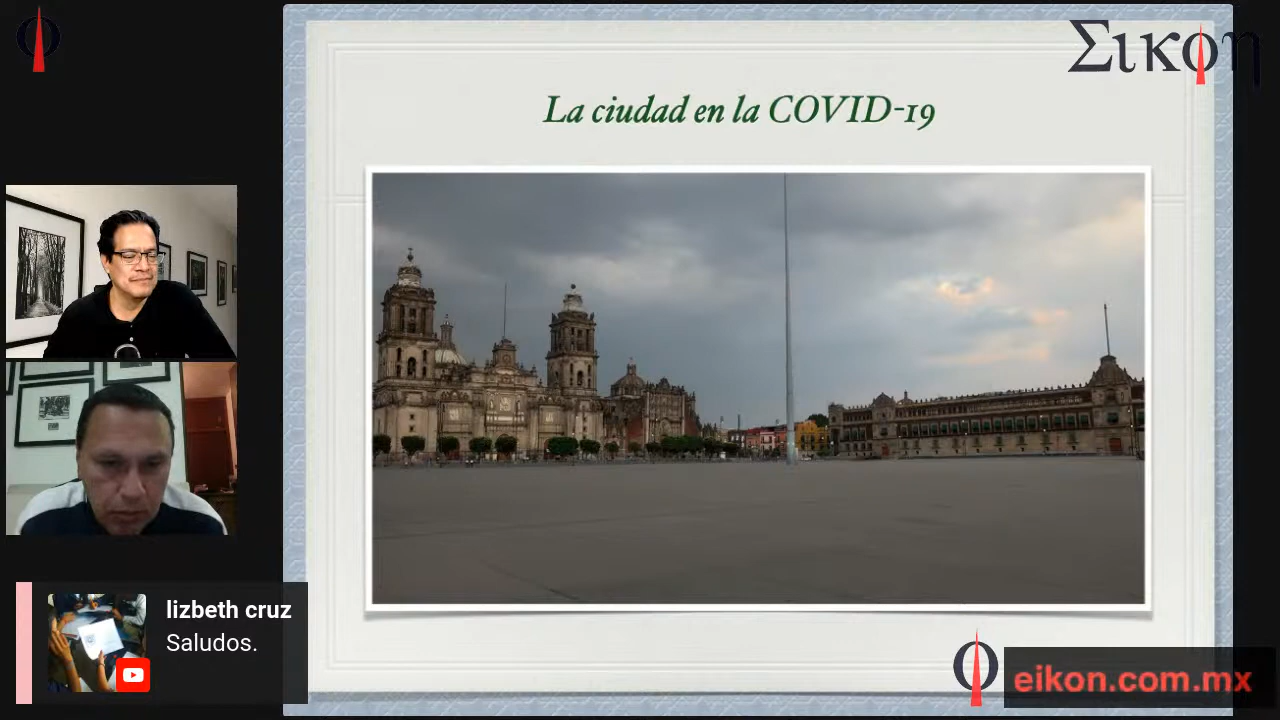 Σικοη
La ciudad en la COVID-19
lizbeth cruz
Saludos.
eikon.com.mx